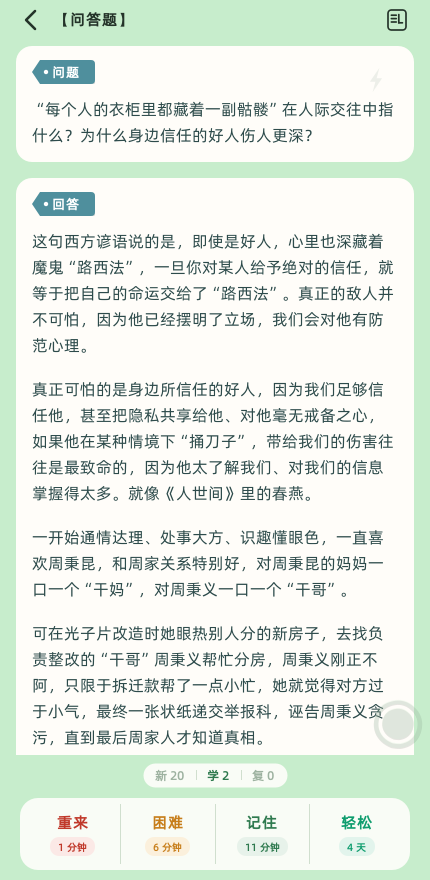 【问答题】
问题
“每个人的衣柜里都藏着一副骷髅”在人际交往中指
什么？为什么身边信任的好人伤人更深？
回答
这句西方谚语说的是，即使是好人，心里也深藏着
魔鬼“路西法”，一旦你对某人给予绝对的信任，就
等于把自己的命运交给了“路西法”。真正的敌人并
不可怕，因为他已经摆明了立场，我们会对他有防
范心理。
真正可怕的是身边所信任的好人，因为我们足够信
任他，甚至把隐私共享给他、对他毫无戒备之心，
如果他在某种情境下“捅刀子”，带给我们的伤害往
往是最致命的，因为他太了解我们、对我们的信息
掌握得太多。就像《人世间》里的春燕。
一开始通情达理、处事大方、识趣懂眼色，一直喜
欢周秉昆，和周家关系特别好，对周秉昆的妈妈一
口一个“干妈”，对周秉义一口一个“干哥”。
可在光子片改造时她眼热别人分的新房子，去找负
责整改的“干哥”周秉义帮忙分房，周秉义刚正不
阿，只限于拆迁款帮了一点小忙，她就觉得对方过
于小气，最终一张状纸递交举报科，诬告周秉义贪
污，直到最后周家人才知道真相。
新 20 学 2 复 0
重来 困难 记住 轻松
1 分钟 6 分钟 11 分钟 4 天